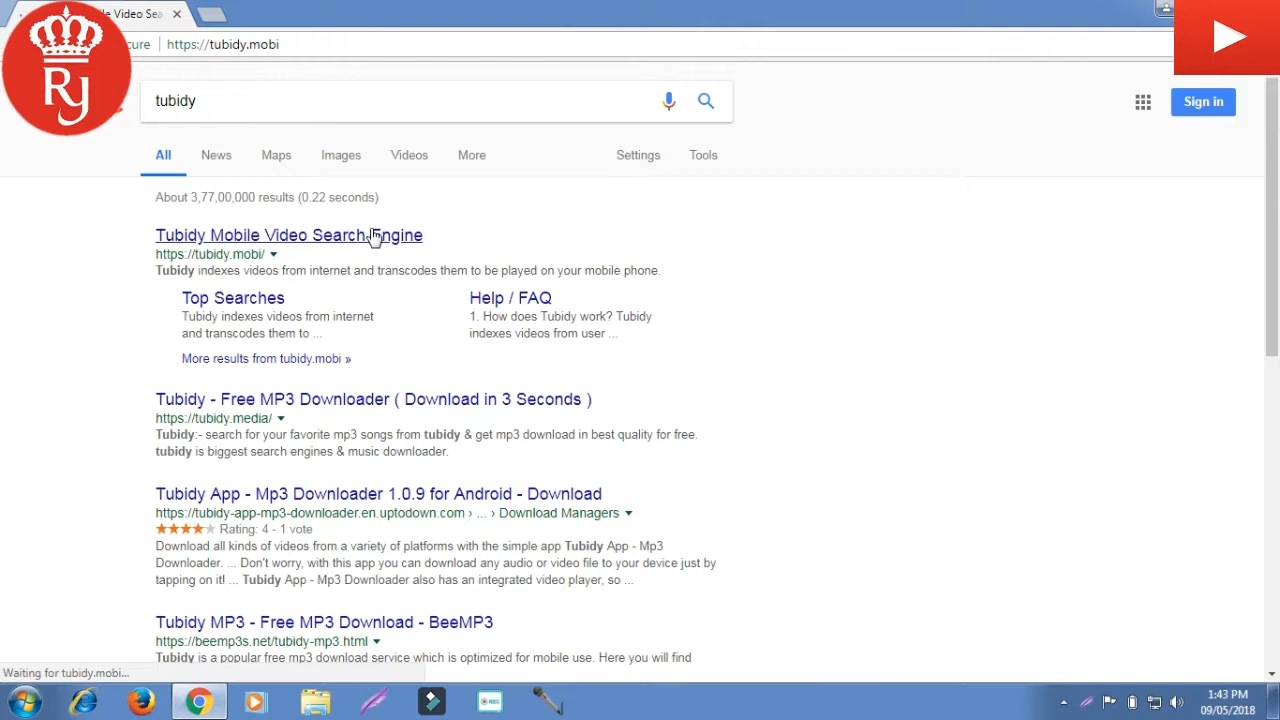 le Video Sea
cure https://tubidy.mobi
RJ
tubidy
Sign in
All News Maps Images Videos More Settings Tools
About 3,77,00,000 results (0.22 seconds)
Tubidy Mobile Video Search Engine
https://tubidy.mobi/
Tubidy indexes videos from internet and transcodes them to be played on your mobile phone.
Top Searches
Tubidy indexes videos from internet
and transcodes them to ...
Help / FAQ
1. How does Tubidy work? Tubidy
indexes videos from user ...
More results from tubidy.mobi »
Tubidy - Free MP3 Downloader ( Download in 3 Seconds )
https://tubidy.media/
Tubidy:- search for your favorite mp3 songs from tubidy & get mp3 download in best quality for free.
tubidy is biggest search engines & music downloader.
Tubidy App - Mp3 Downloader 1.0.9 for Android - Download
https://tubidy-app-mp3-downloader.en.uptodown.com › ... › Download Managers
Rating: 4 - 1 vote
Download all kinds of videos from a variety of platforms with the simple app Tubidy App - Mp3
Downloader. ... Don't worry, with this app you can download any audio or video file to your device just by
tapping on it! ... Tubidy App - Mp3 Downloader also has an integrated video player, so ...
Tubidy MP3 - Free MP3 Download - BeeMP3
https://beemp3s.net/tubidy-mp3.html
Tubidy is a popular free mp3 download service which is optimized for mobile use. Here you will find
Waiting for tubidy.mobi...
REC
1:43 PM
09/05/2018